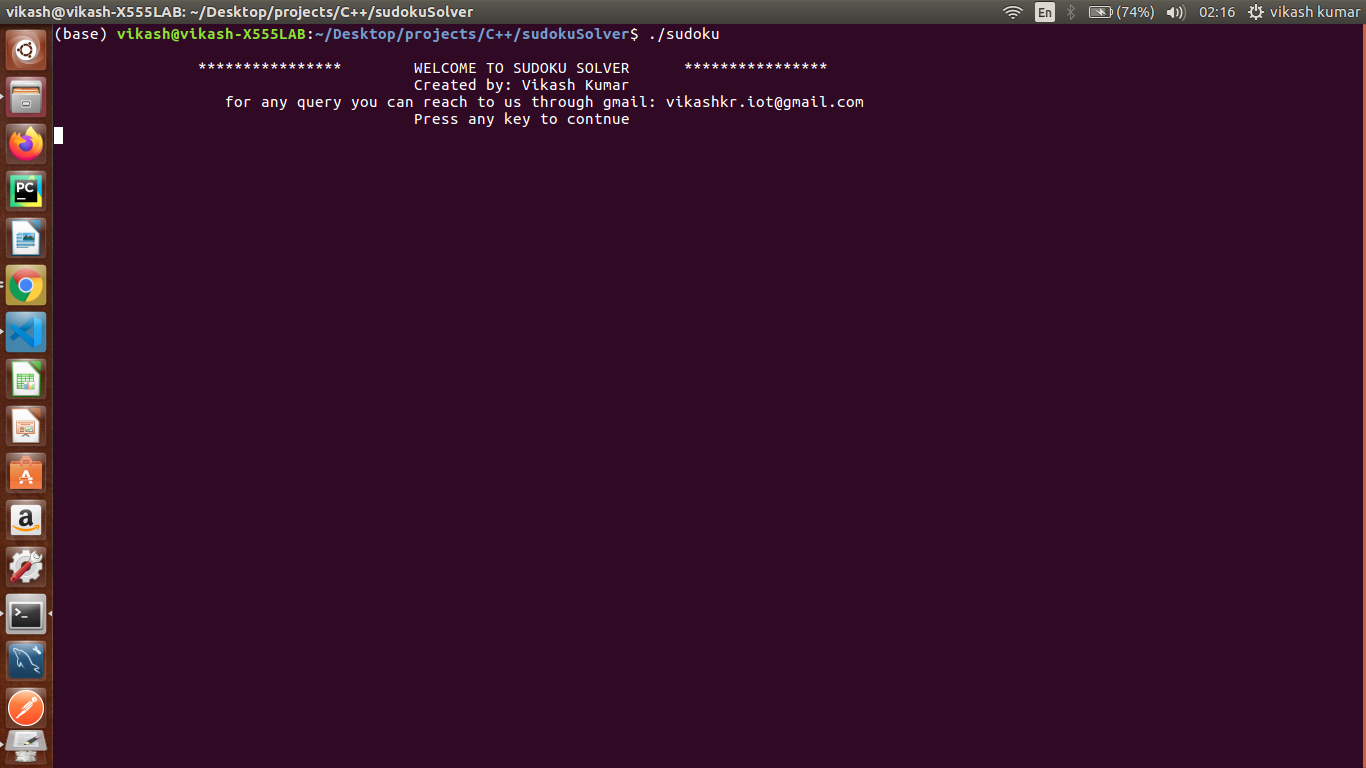 vikash@vikash-X555LAB: ~/Desktop/projects/C++/sudokuSolver En (74%) 02:16 vikash kumar
(base) vikash@vikash-X555LAB:~/Desktop/projects/C++/sudokuSolver$ ./sudoku
**************** WELCOME TO SUDOKU SOLVER ****************
Created by: Vikash Kumar
for any query you can reach to us through gmail: vikashkr.iot@gmail.com
Press any key to contnue
PC
A
a
>_